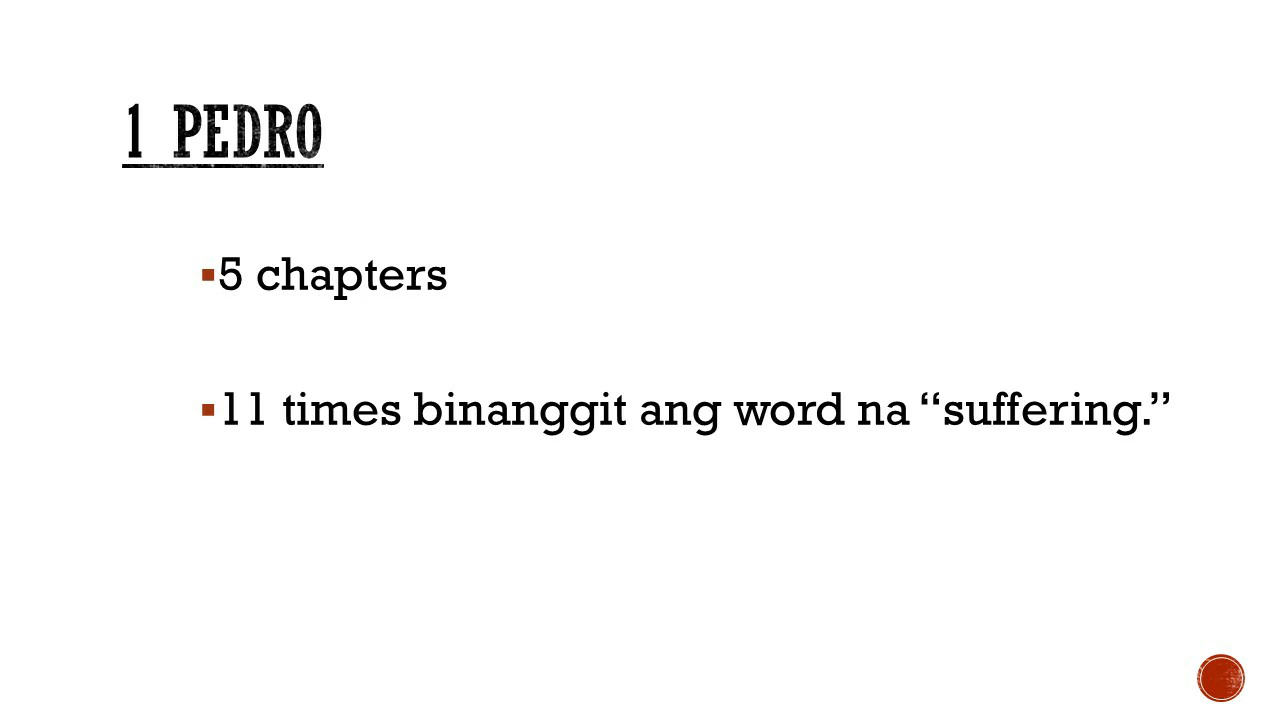 1 PEDRO
▪5 chapters
▪11 times binanggit ang word na “suffering.”